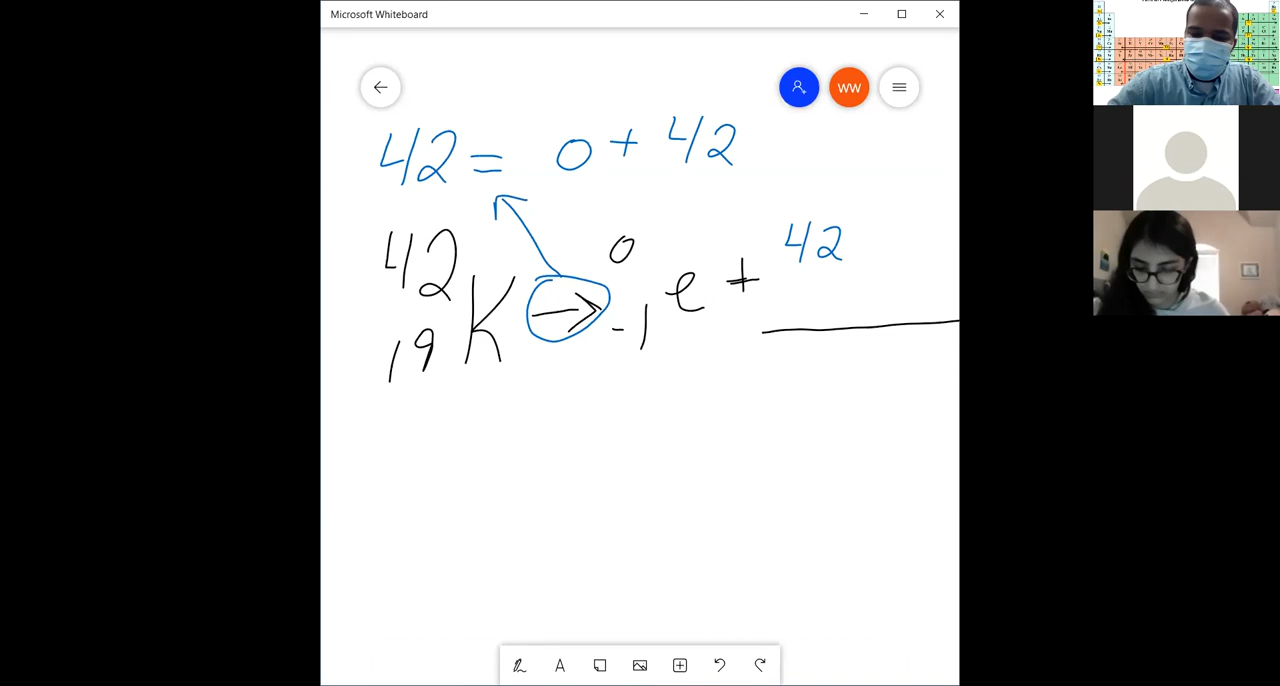 Microsoft Whiteboard
WW
42 = 0 + 42
42 0 42
K → e +
19 -1
A